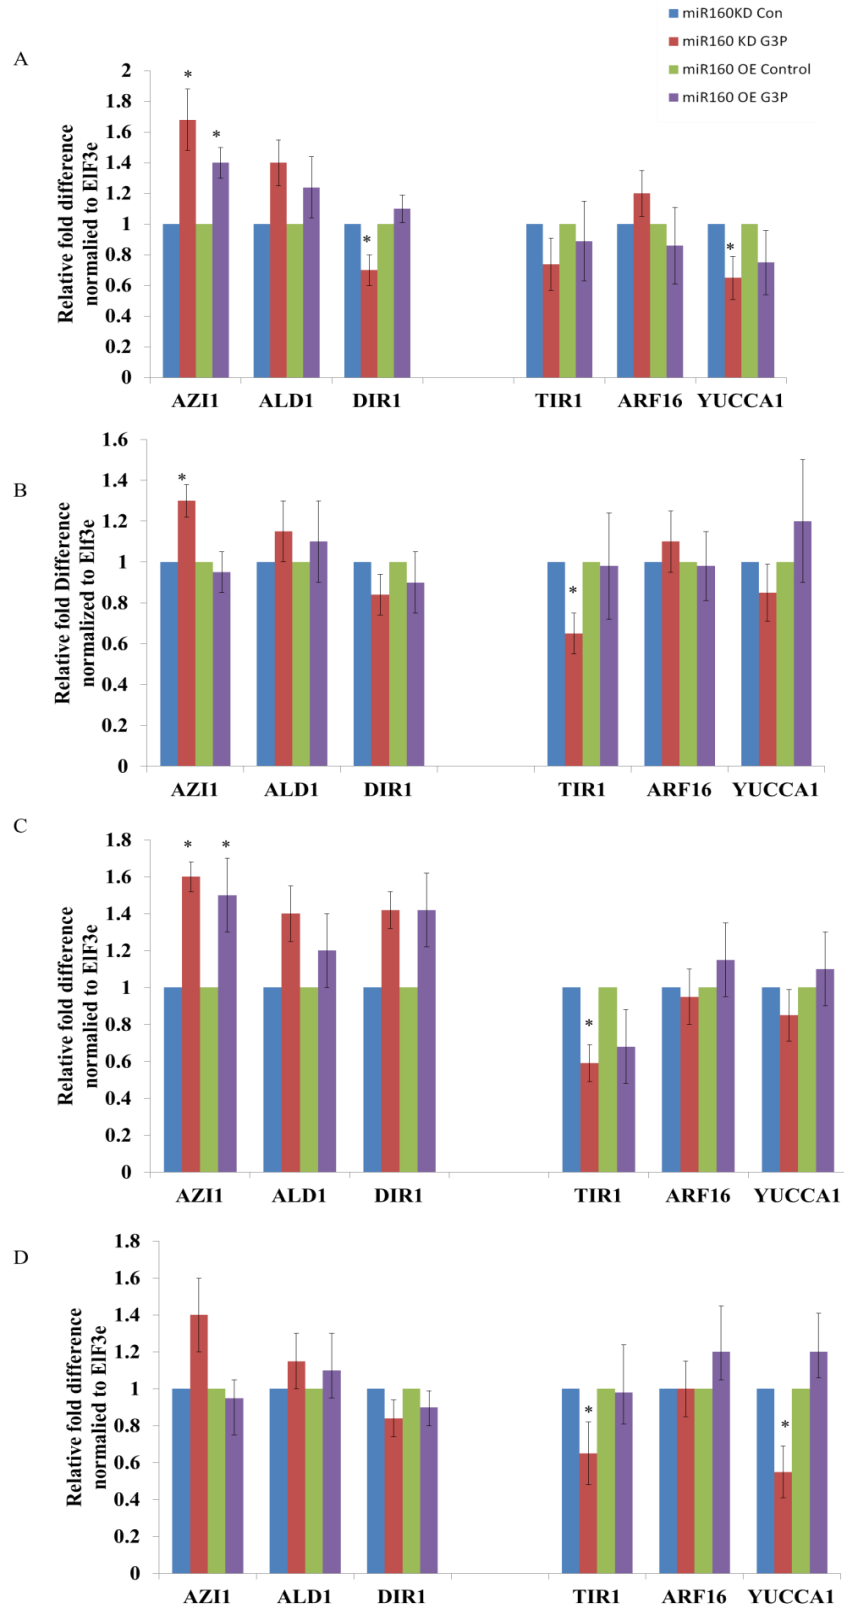 miR160KD Con
miR160 KD G3P
miR160 OE Control
miR160 OE G3P
A
Relative fold difference
normalied to EIF3e
2
1.8
1.6
1.4
1.2
1
0.8
0.6
0.4
0.2
0
* * * *
AZI1 ALD1 DIR1 TIR1 ARF16 YUCCA1
B
Relative fold Difference
normalized to Elf3e
1.6
1.4
1.2
1
0.8
0.6
0.4
0.2
0
* *
AZI1 ALD1 DIR1 TIR1 ARF16 YUCCA1
C
Relative fold difference
normalied to EIF3e
1.8
1.6
1.4
1.2
1
0.8
0.6
0.4
0.2
0
* * *
AZI1 ALD1 DIR1 TIR1 ARF16 YUCCA1
D
Relative fold difference
normalied to EIF3e
1.8
1.6
1.4
1.2
1
0.8
0.6
0.4
0.2
0
* *
AZI1 ALD1 DIR1 TIR1 ARF16 YUCCA1